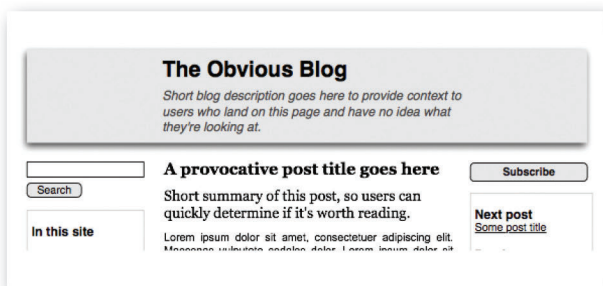 The Obvious Blog
Short blog description goes here to provide context to
users who land on this page and have no idea what
they're looking at.
Search
In this site
A provocative post title goes here
Short summary of this post, so users can
quickly determine if it's worth reading.
Lorem ipsum dolor sit amet, consectetuer adipiscing elit.
Subscribe
Next post
Some post title